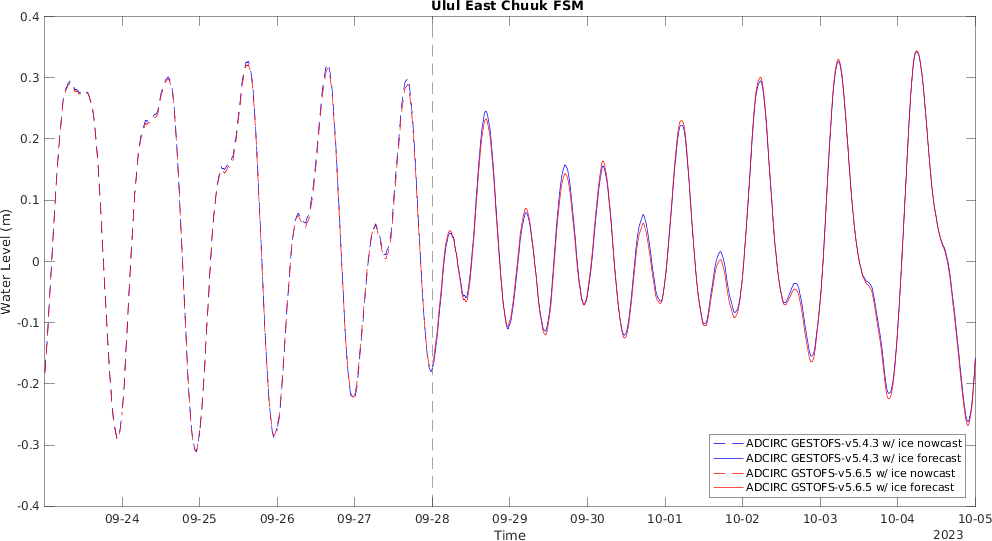 Ulul East Chuuk FSM
0.4
0.3
0.2
0.1
0
-0.1
-0.2
-0.3
-0.4
Water Level (m)
09-24 09-25 09-26 09-27 09-28 09-29 09-30 10-01 10-02 10-03 10-04 10-05
Time
2023
ADCIRC GESTOFS-v5.4.3 w/ ice nowcast
ADCIRC GESTOFS-v5.4.3 w/ ice forecast
ADCIRC GSTOFS-v5.6.5 w/ ice nowcast
ADCIRC GSTOFS-v5.6.5 w/ ice forecast